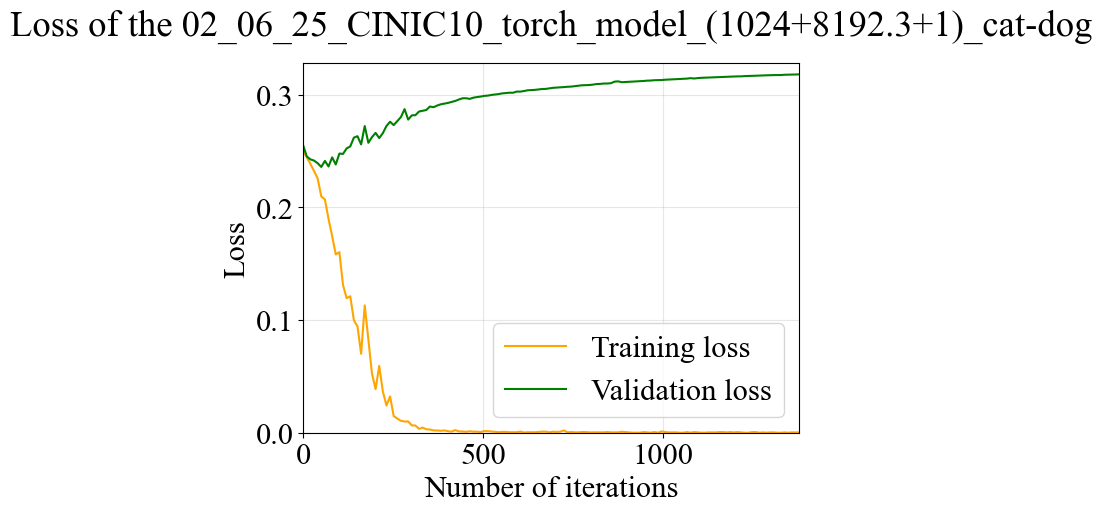 Loss of the 02_06_25_CINIC10_torch_model_(1024+8192.3+1)_cat-dog
0.3
0.2
0.1
0.0
Loss
Training loss
Validation loss
0 500 1000
Number of iterations